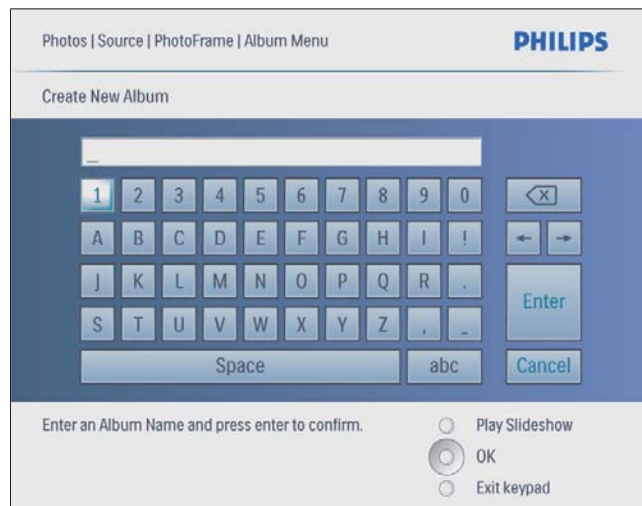 Photos | Source | PhotoFrame | Album Menu
PHILIPS
Create New Album
_
1 2 3 4 5 6 7 8 9 0
A B C D E F G H I !
← →
J K L M N O P Q R .
Enter
S T U V W X Y Z , _
Space abc Cancel
Enter an Album Name and press enter to confirm.
Play Slideshow
OK
Exit keypad